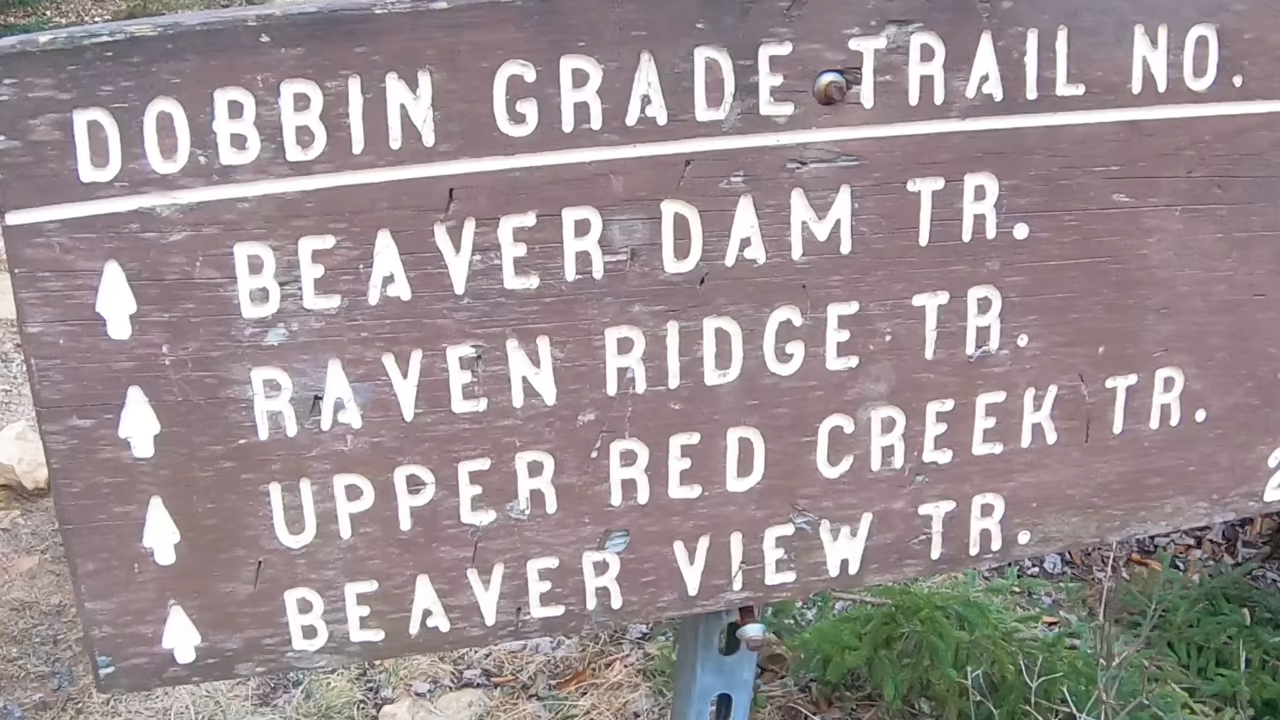 DOBBIN GRADE TRAIL NO.
BEAVER DAM TR.
RAVEN RIDGE TR.
UPPER RED CREEK TR.
BEAVER VIEW TR.